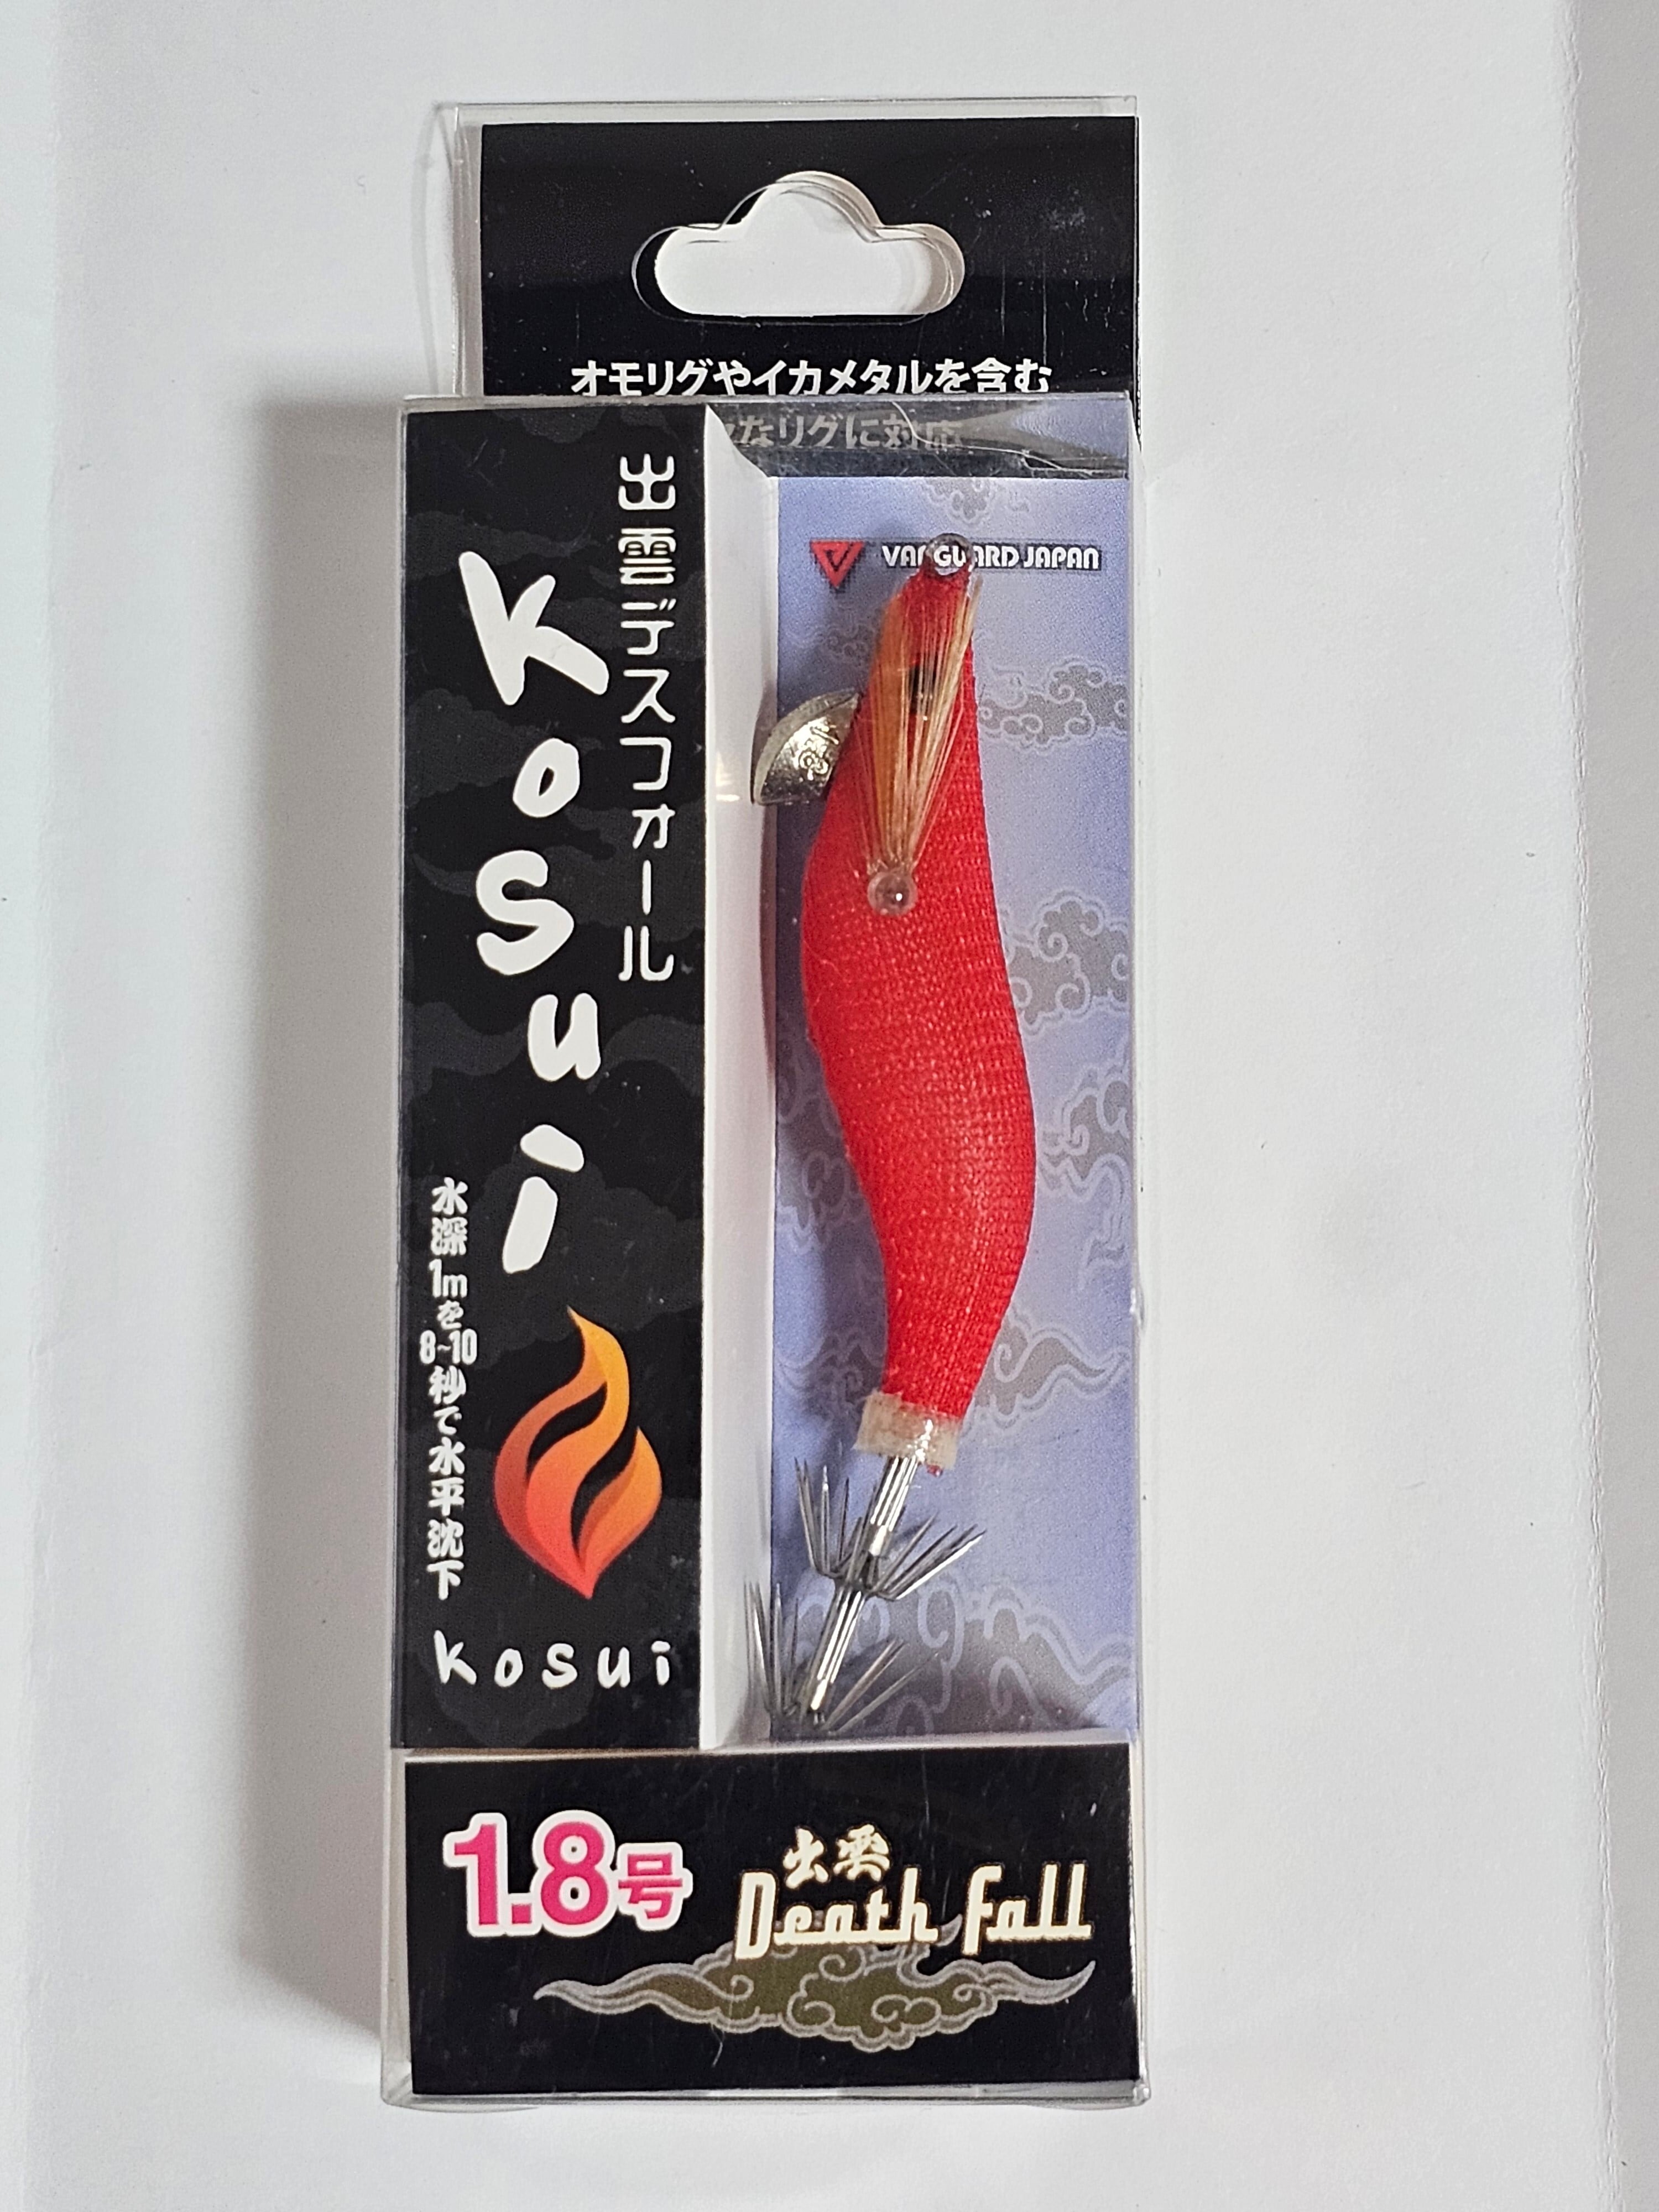 オモリグやイカメタルを含む
なリグに対応
出雲デスフォール
Kosui
VANGUARD JAPAN
水深1mを8~10秒で水平沈下
kosui
1.8号
出雲
Death Fall